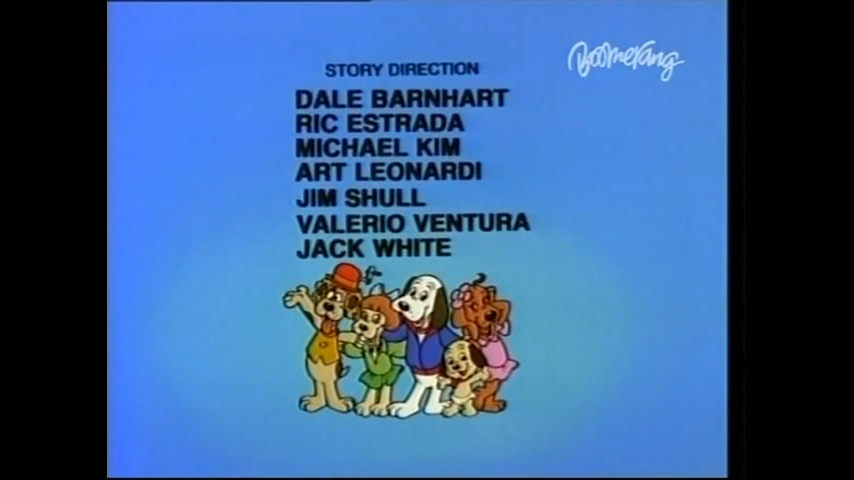 STORY DIRECTION
Boomerang
DALE BARNHART
RIC ESTRADA
MICHAEL KIM
ART LEONARDI
JIM SHULL
VALERIO VENTURA
JACK WHITE